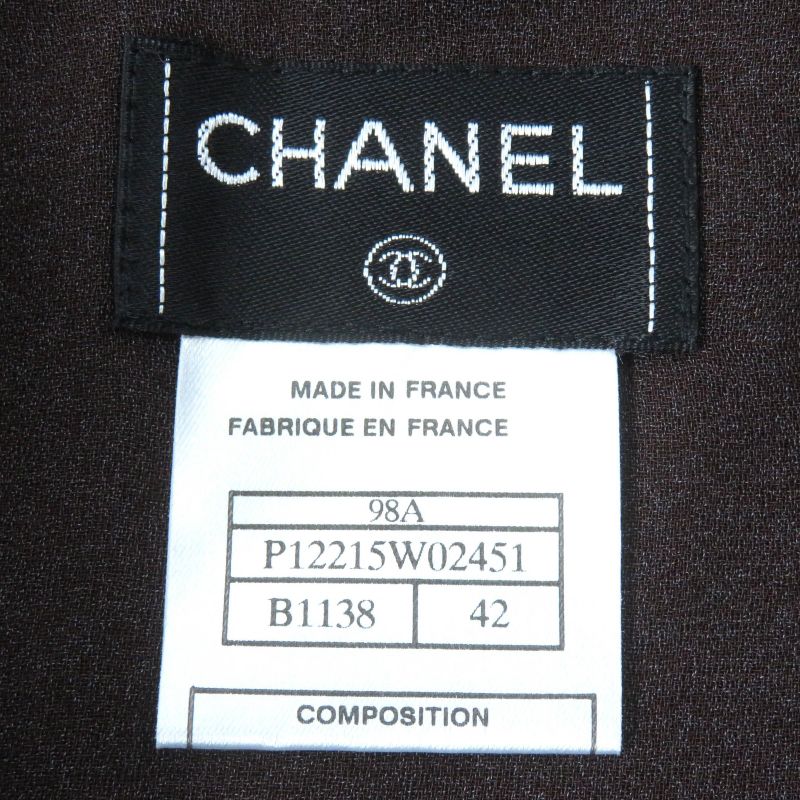 CHANEL
MADE IN FRANCE
FABRIQUE EN FRANCE
98A
P12215W02451
B1138 42
COMPOSITION